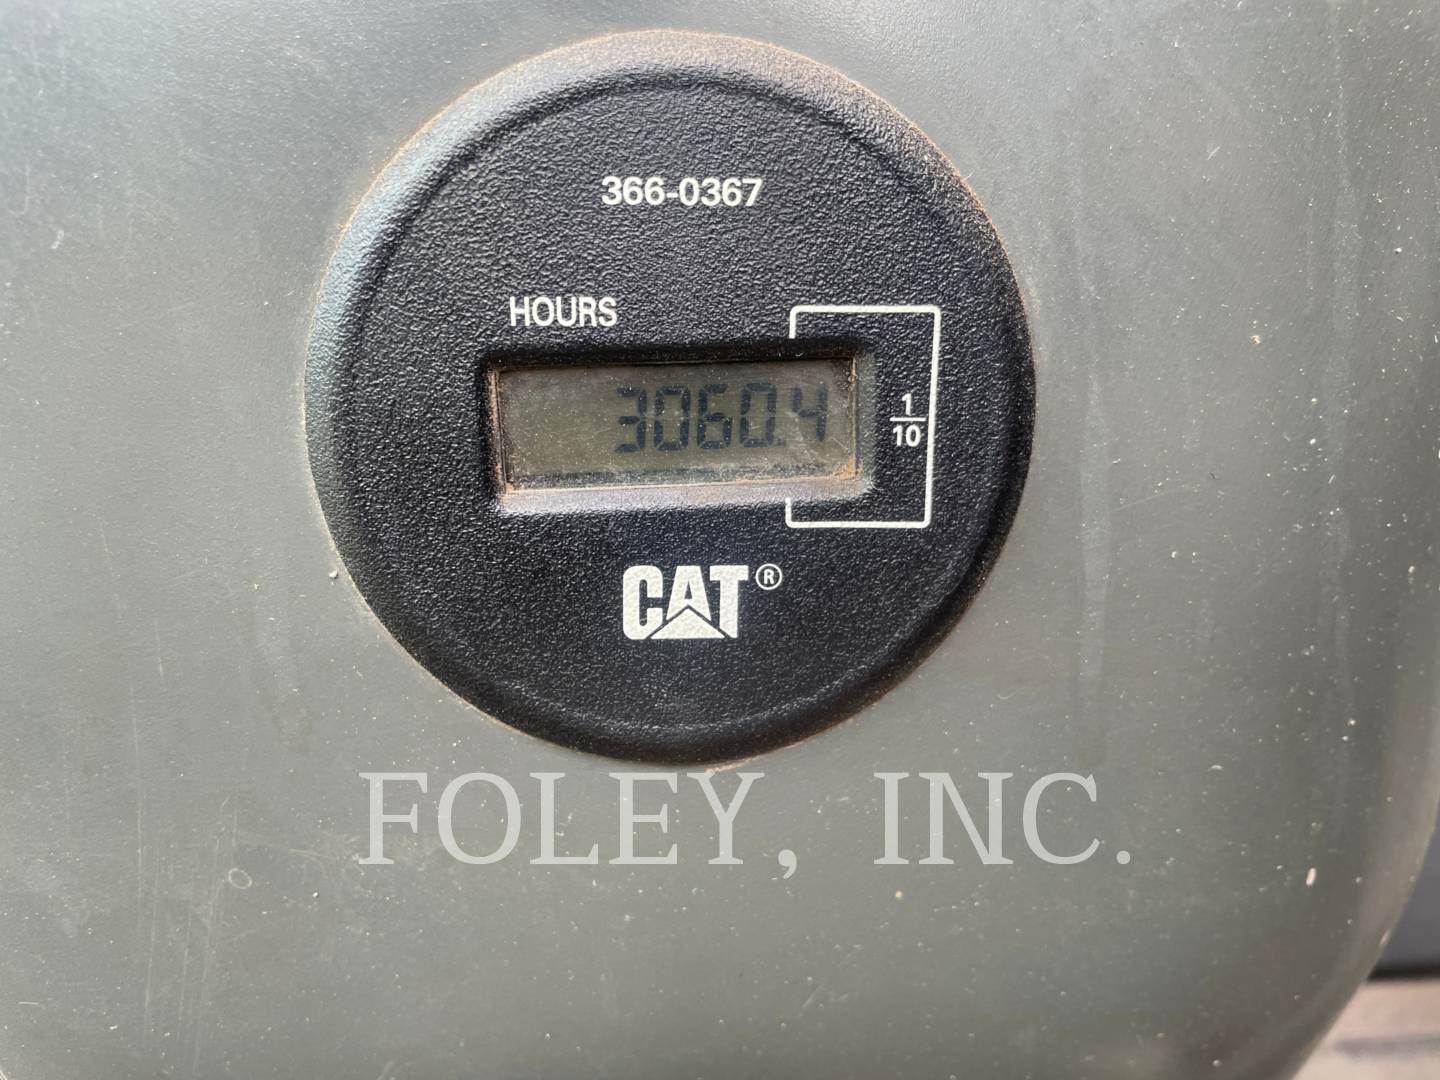 366-0367
HOURS
3060.4
1
10
CAT®
FOLEY, INC.